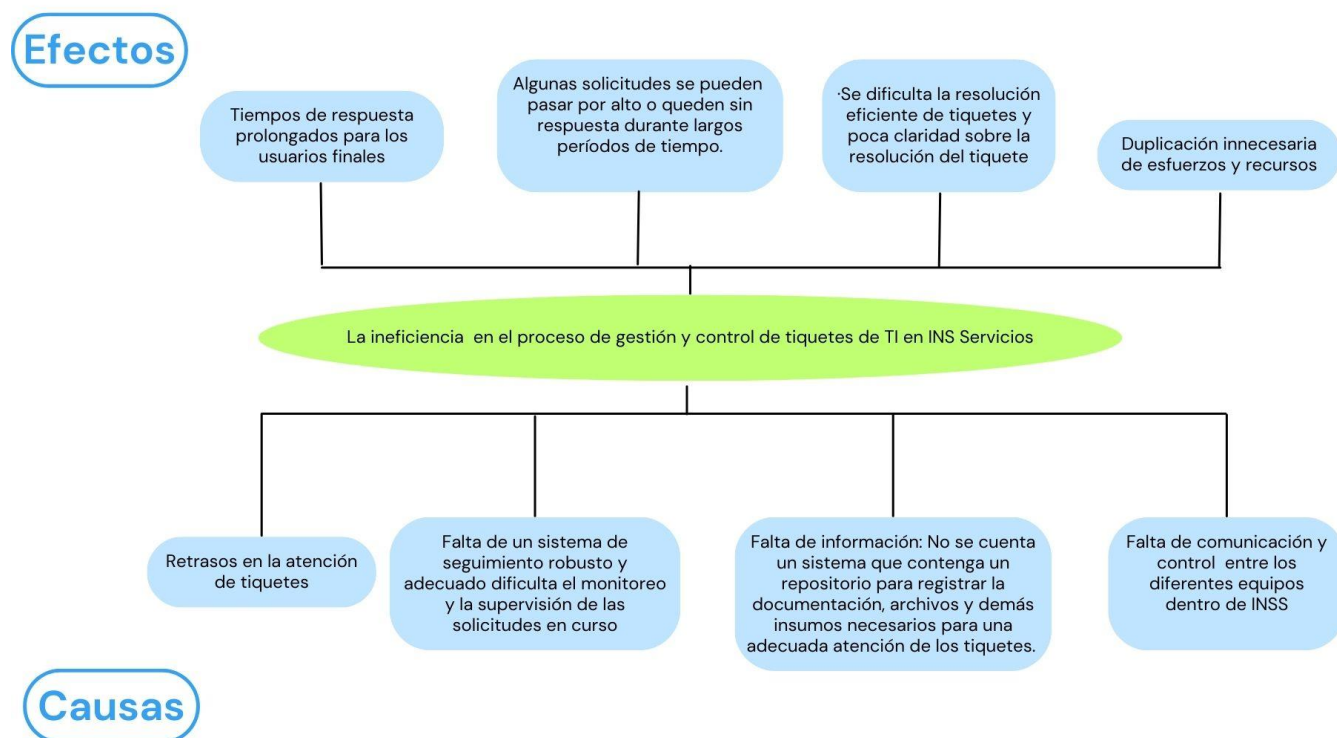 Efectos
Tiempos de respuesta
prolongados para los
usuarios finales
Algunas solicitudes se pueden
pasar por alto o queden sin
respuesta durante largos
períodos de tiempo.
·Se dificulta la resolución
eficiente de tiquetes y
poca claridad sobre la
resolución del tiquete
Duplicación innecesaria
de esfuerzos y recursos
La ineficiencia en el proceso de gestión y control de tiquetes de TI en INS Servicios
Retrasos en la atención
de tiquetes
Falta de un sistema de
seguimiento robusto y
adecuado dificulta el monitoreo
y la supervisión de las
solicitudes en curso
Falta de información: No se cuenta
un sistema que contenga un
repositorio para registrar la
documentación, archivos y demás
insumos necesarios para una
adecuada atención de los tiquetes.
Falta de comunicación y
control entre los
diferentes equipos
dentro de INSS
Causas